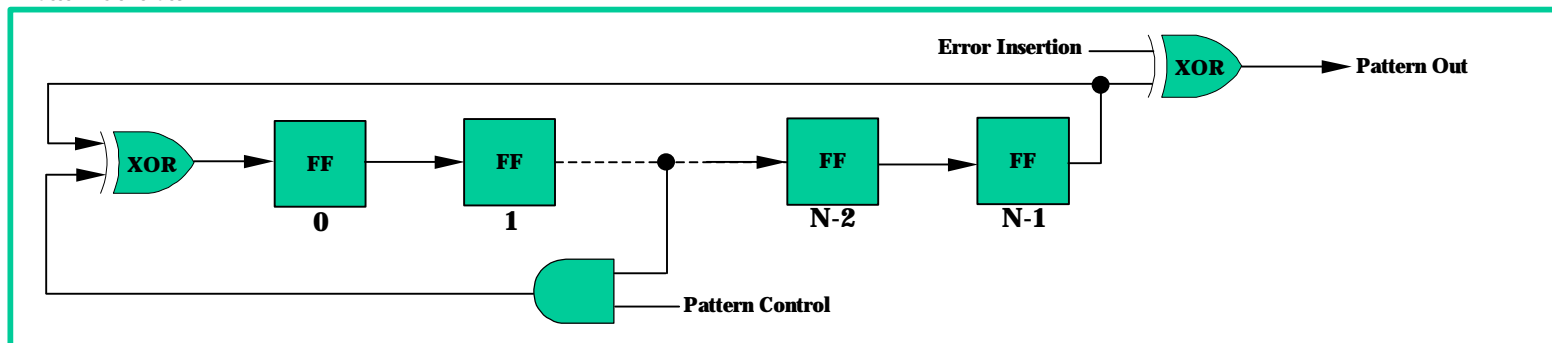 Error Insertion
XOR
Pattern Out
XOR
FF
FF
FF
FF
0
1
N-2
N-1
Pattern Control